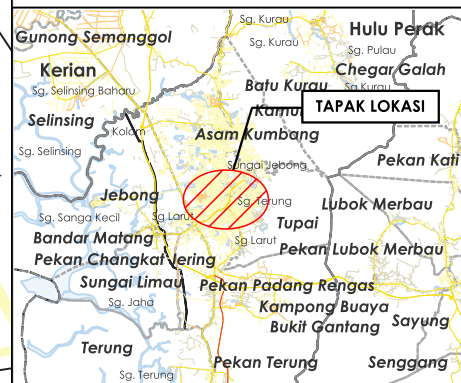 Sg. Kurau
Gunong Semanggol
Hulu Perak
Sg. Kurau
Sg. Pulau
Kerian
Chegar Galah
Sg. Selinsing Baharu
Batu Kurau
Sg. Kurau
TAPAK LOKASI
Selinsing
Kolam
Asam Kumbang
Sg. Selinsing
Sungai Jebong
Pekan Kati
Jebong
Sg. Terung
Lubok Merbau
Sg. Sanga Kecil
Sg Larut
Tupai
Bandar Matang
Sg Larut
Pekan Lubok Merbau
Pekan Changkat Jering
Sungai Limau
Pekan Padang Rengas
Sg. Jaha
Kampong Buaya
Sayung
Bukit Gantang
Terung
Pekan Terung
Senggang
Sg. Terung